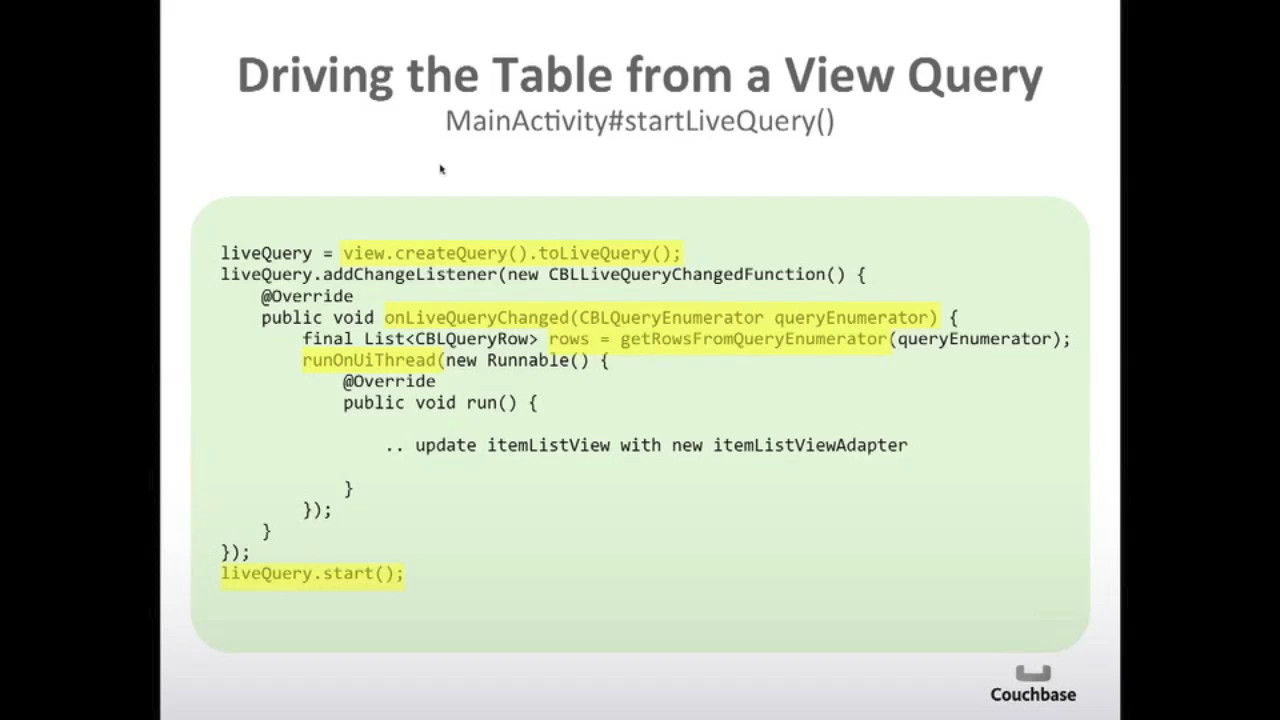 Driving the Table from a View Query
MainActivity#startLiveQuery()
liveQuery = view.createQuery().toLiveQuery();
liveQuery.addChangeListener(new CBLLiveQueryChangedFunction() {
@Override
public void onLiveQueryChanged(CBLQueryEnumerator queryEnumerator) {
final List<CBLQueryRow> rows = getRowsFromQueryEnumerator(queryEnumerator);
runOnUiThread(new Runnable() {
@Override
public void run() {
.. update itemListView with new itemListViewAdapter
}
});
}
});
liveQuery.start();
Couchbase